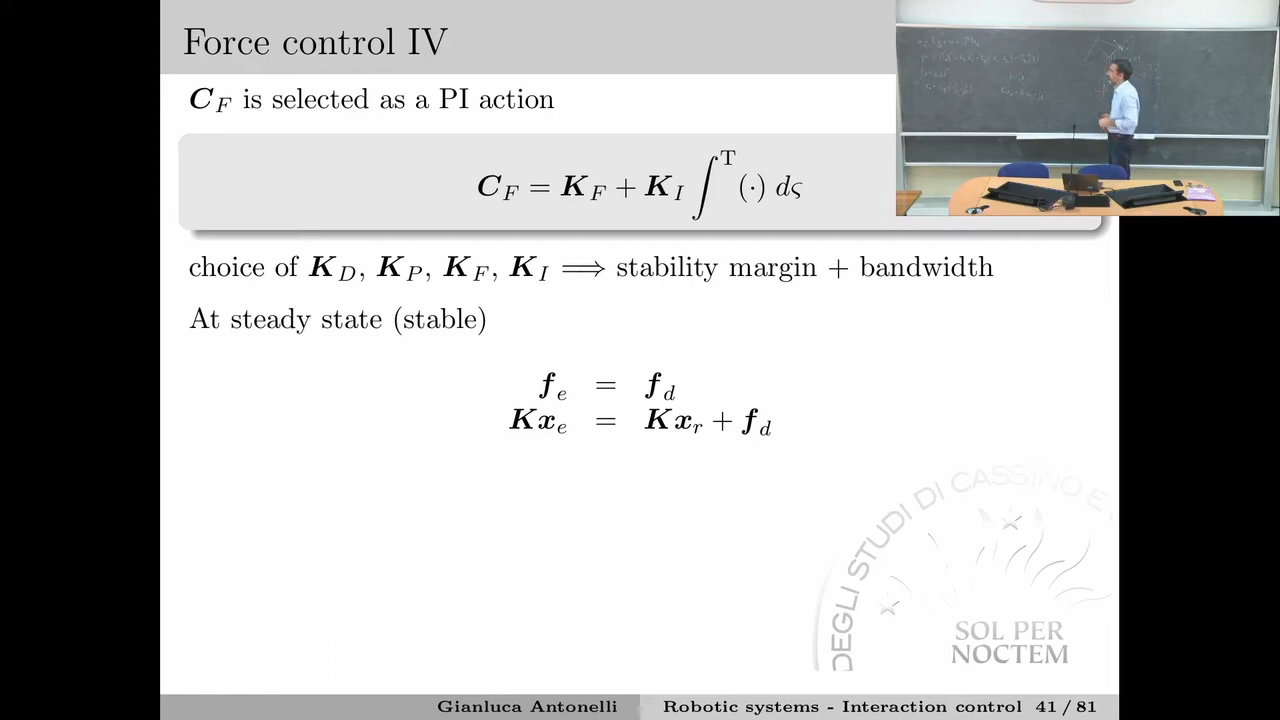 Force control IV
C_F is selected as a PI action
C_F = K_F + K_I ∫^T (·) dς
choice of K_D, K_P, K_F, K_I ⟹ stability margin + bandwidth
At steady state (stable)
f_e = f_d
Kx_e = Kx_r + f_d
DEGLI STUDI DI CASSINO E
SOL PER
NOCTEM
Gianluca Antonelli Robotic systems - Interaction control 41 / 81